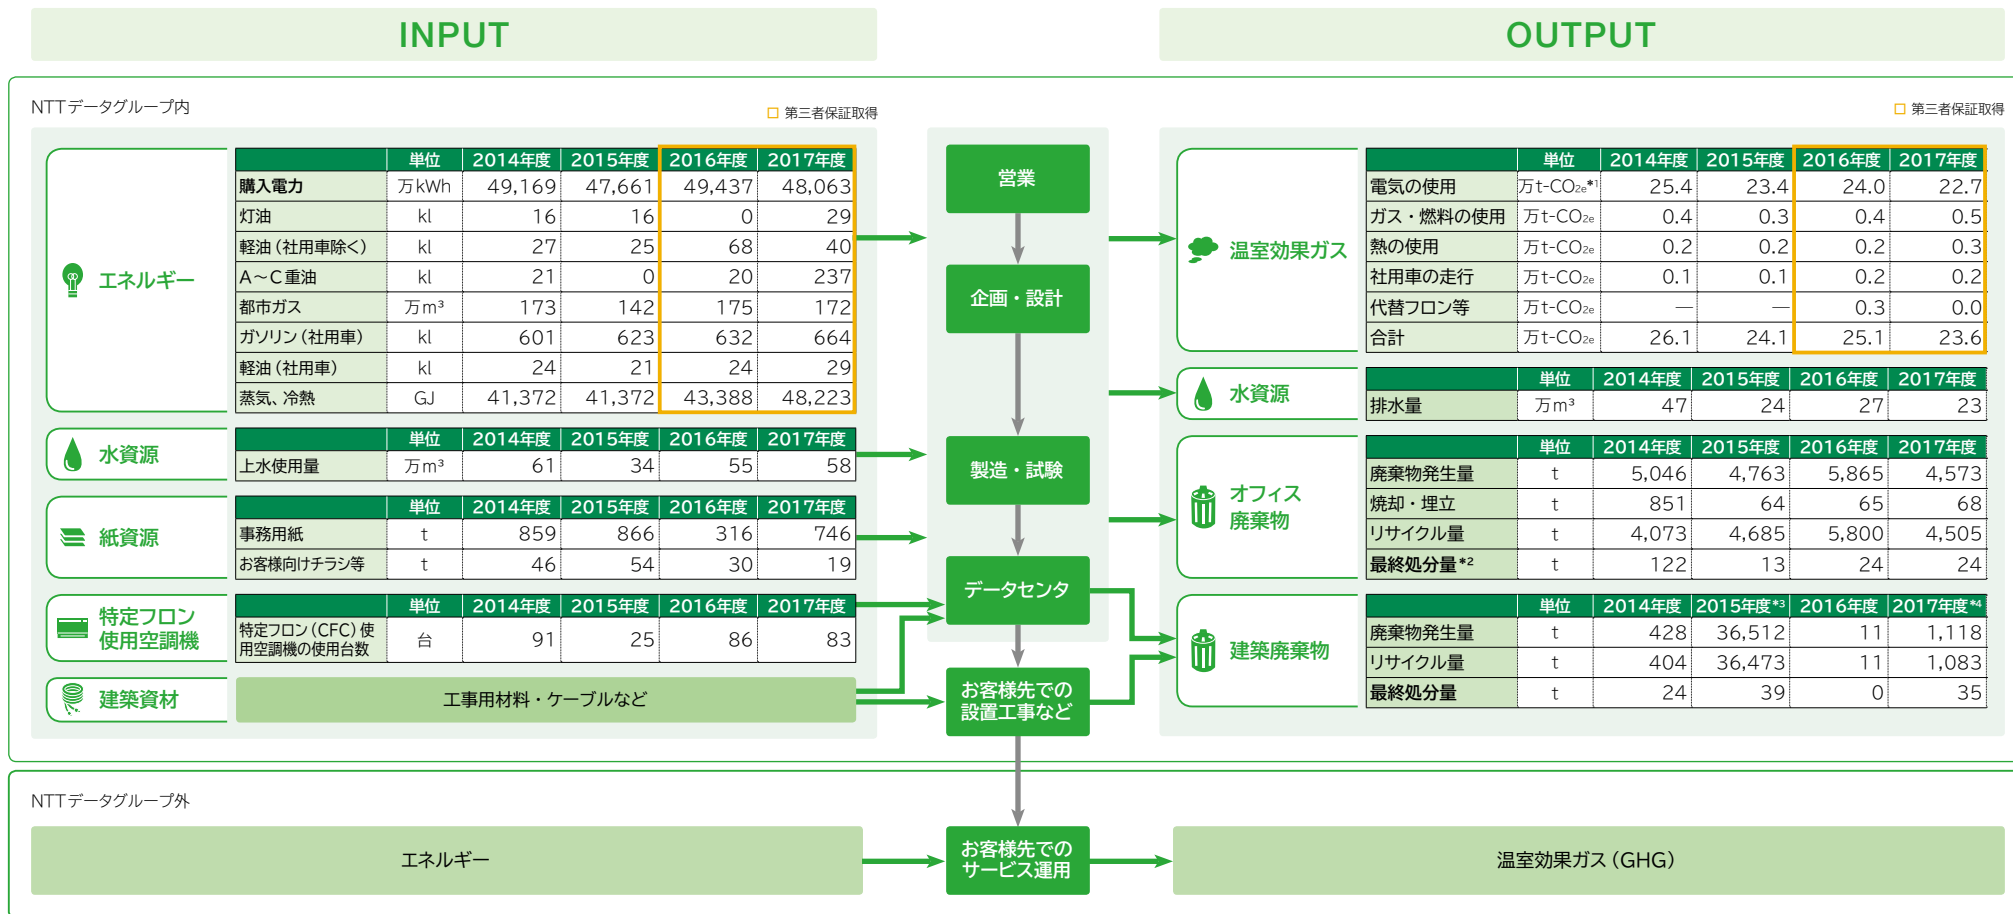 INPUT
OUTPUT
NTTデータグループ内
第三者保証取得
第三者保証取得
エネルギー
単位 2014年度 2015年度 2016年度 2017年度
購入電力 万kWh 49,169 47,661 49,437 48,063
灯油 kl 16 16 0 29
軽油（社用車除く） kl 27 25 68 40
A～C重油 kl 21 0 20 237
都市ガス 万m³ 173 142 175 172
ガソリン（社用車） kl 601 623 632 664
軽油（社用車） kl 24 21 24 29
蒸気、冷熱 GJ 41,372 41,372 43,388 48,223
水資源
単位 2014年度 2015年度 2016年度 2017年度
上水使用量 万m³ 61 34 55 58
紙資源
単位 2014年度 2015年度 2016年度 2017年度
事務用紙 t 859 866 316 746
お客様向けチラシ等 t 46 54 30 19
特定フロン
使用空調機
単位 2014年度 2015年度 2016年度 2017年度
特定フロン（CFC）使
用空調機の使用台数 台 91 25 86 83
建築資材
工事用材料・ケーブルなど
営業
企画・設計
製造・試験
データセンタ
お客様先での
設置工事など
温室効果ガス
単位 2014年度 2015年度 2016年度 2017年度
電気の使用 万t-CO2e*1 25.4 23.4 24.0 22.7
ガス・燃料の使用 万t-CO2e 0.4 0.3 0.4 0.5
熱の使用 万t-CO2e 0.2 0.2 0.2 0.3
社用車の走行 万t-CO2e 0.1 0.1 0.2 0.2
代替フロン等 万t-CO2e — — 0.3 0.0
合計 万t-CO2e 26.1 24.1 25.1 23.6
水資源
単位 2014年度 2015年度 2016年度 2017年度
排水量 万m³ 47 24 27 23
オフィス
廃棄物
単位 2014年度 2015年度 2016年度 2017年度
廃棄物発生量 t 5,046 4,763 5,865 4,573
焼却・埋立 t 851 64 65 68
リサイクル量 t 4,073 4,685 5,800 4,505
最終処分量*2 t 122 13 24 24
建築廃棄物
単位 2014年度 2015年度*3 2016年度 2017年度*4
廃棄物発生量 t 428 36,512 11 1,118
リサイクル量 t 404 36,473 11 1,083
最終処分量 t 24 39 0 35
NTTデータグループ外
エネルギー
お客様先での
サービス運用
温室効果ガス（GHG）